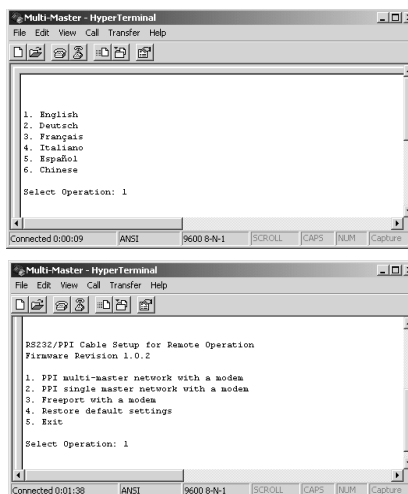 Multi-Master - HyperTerminal
File Edit View Call Transfer Help
1. English
2. Deutsch
3. Français
4. Italiano
5. Español
6. Chinese
Select Operation: 1
Connected 0:00:09 ANSI 9600 8-N-1 SCROLL CAPS NUM Capture
Multi-Master - HyperTerminal
File Edit View Call Transfer Help
RS232/PPI Cable Setup for Remote Operation
Firmware Revision 1.0.2
1. PPI multi-master network with a modem
2. PPI single master network with a modem
3. Freeport with a modem
4. Restore default settings
5. Exit
Select Operation: 1
Connected 0:01:38 ANSI 9600 8-N-1 SCROLL CAPS NUM Capture